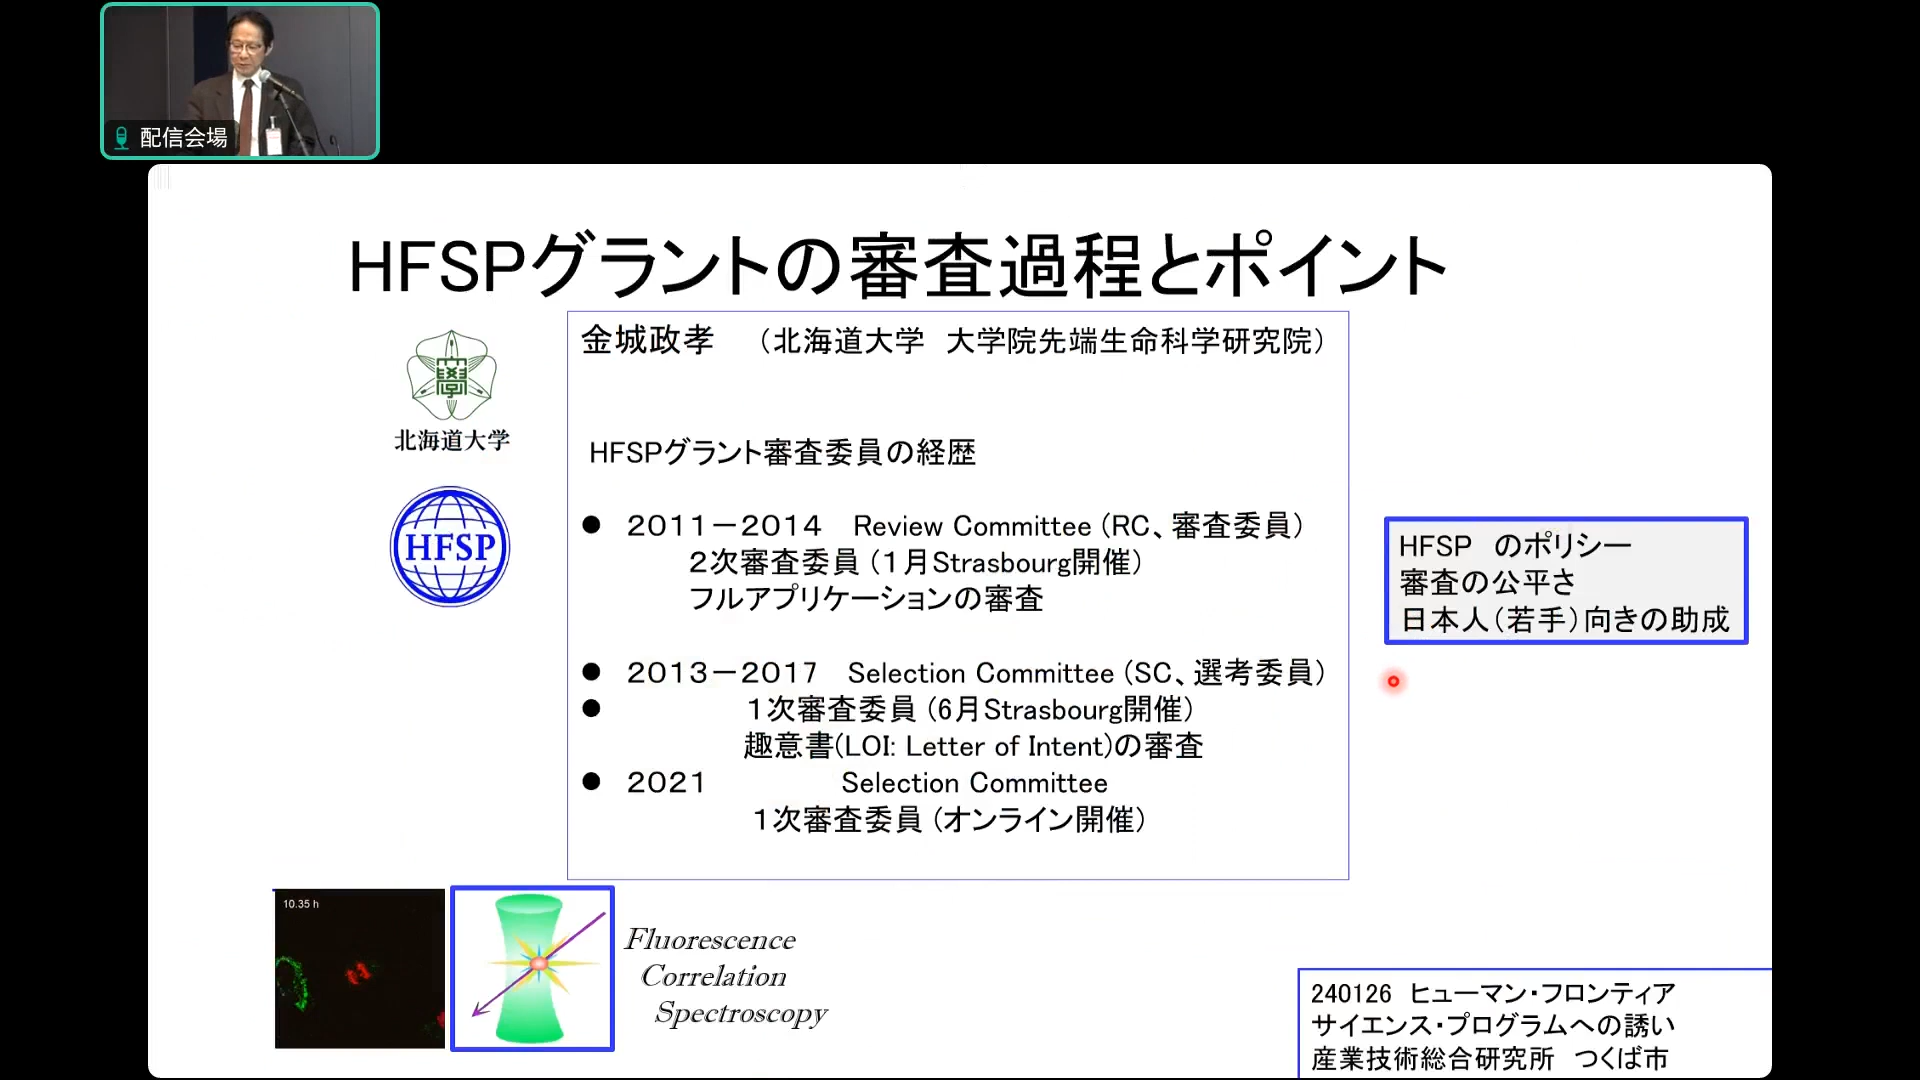 配信会場
HFSPグラントの審査過程とポイント
金城政孝　（北海道大学　大学院先端生命科学研究院）
北海道大学
HFSPグラント審査委員の経歴
HFSP
● ２０１１－２０１４　Review Committee (RC、審査委員)
２次審査委員 (１月Strasbourg開催)
フルアプリケーションの審査
HFSP　のポリシー
審査の公平さ
日本人（若手）向きの助成
● ２０１３－２０１７　Selection Committee (SC、選考委員)
● １次審査委員 (6月Strasbourg開催)
趣意書(LOI: Letter of Intent)の審査
● ２０２１　Selection Committee
１次審査委員 (オンライン開催)
10.35 h
Fluorescence
Correlation
Spectroscopy
240126　ヒューマン・フロンティア
サイエンス・プログラムへの誘い
産業技術総合研究所　つくば市